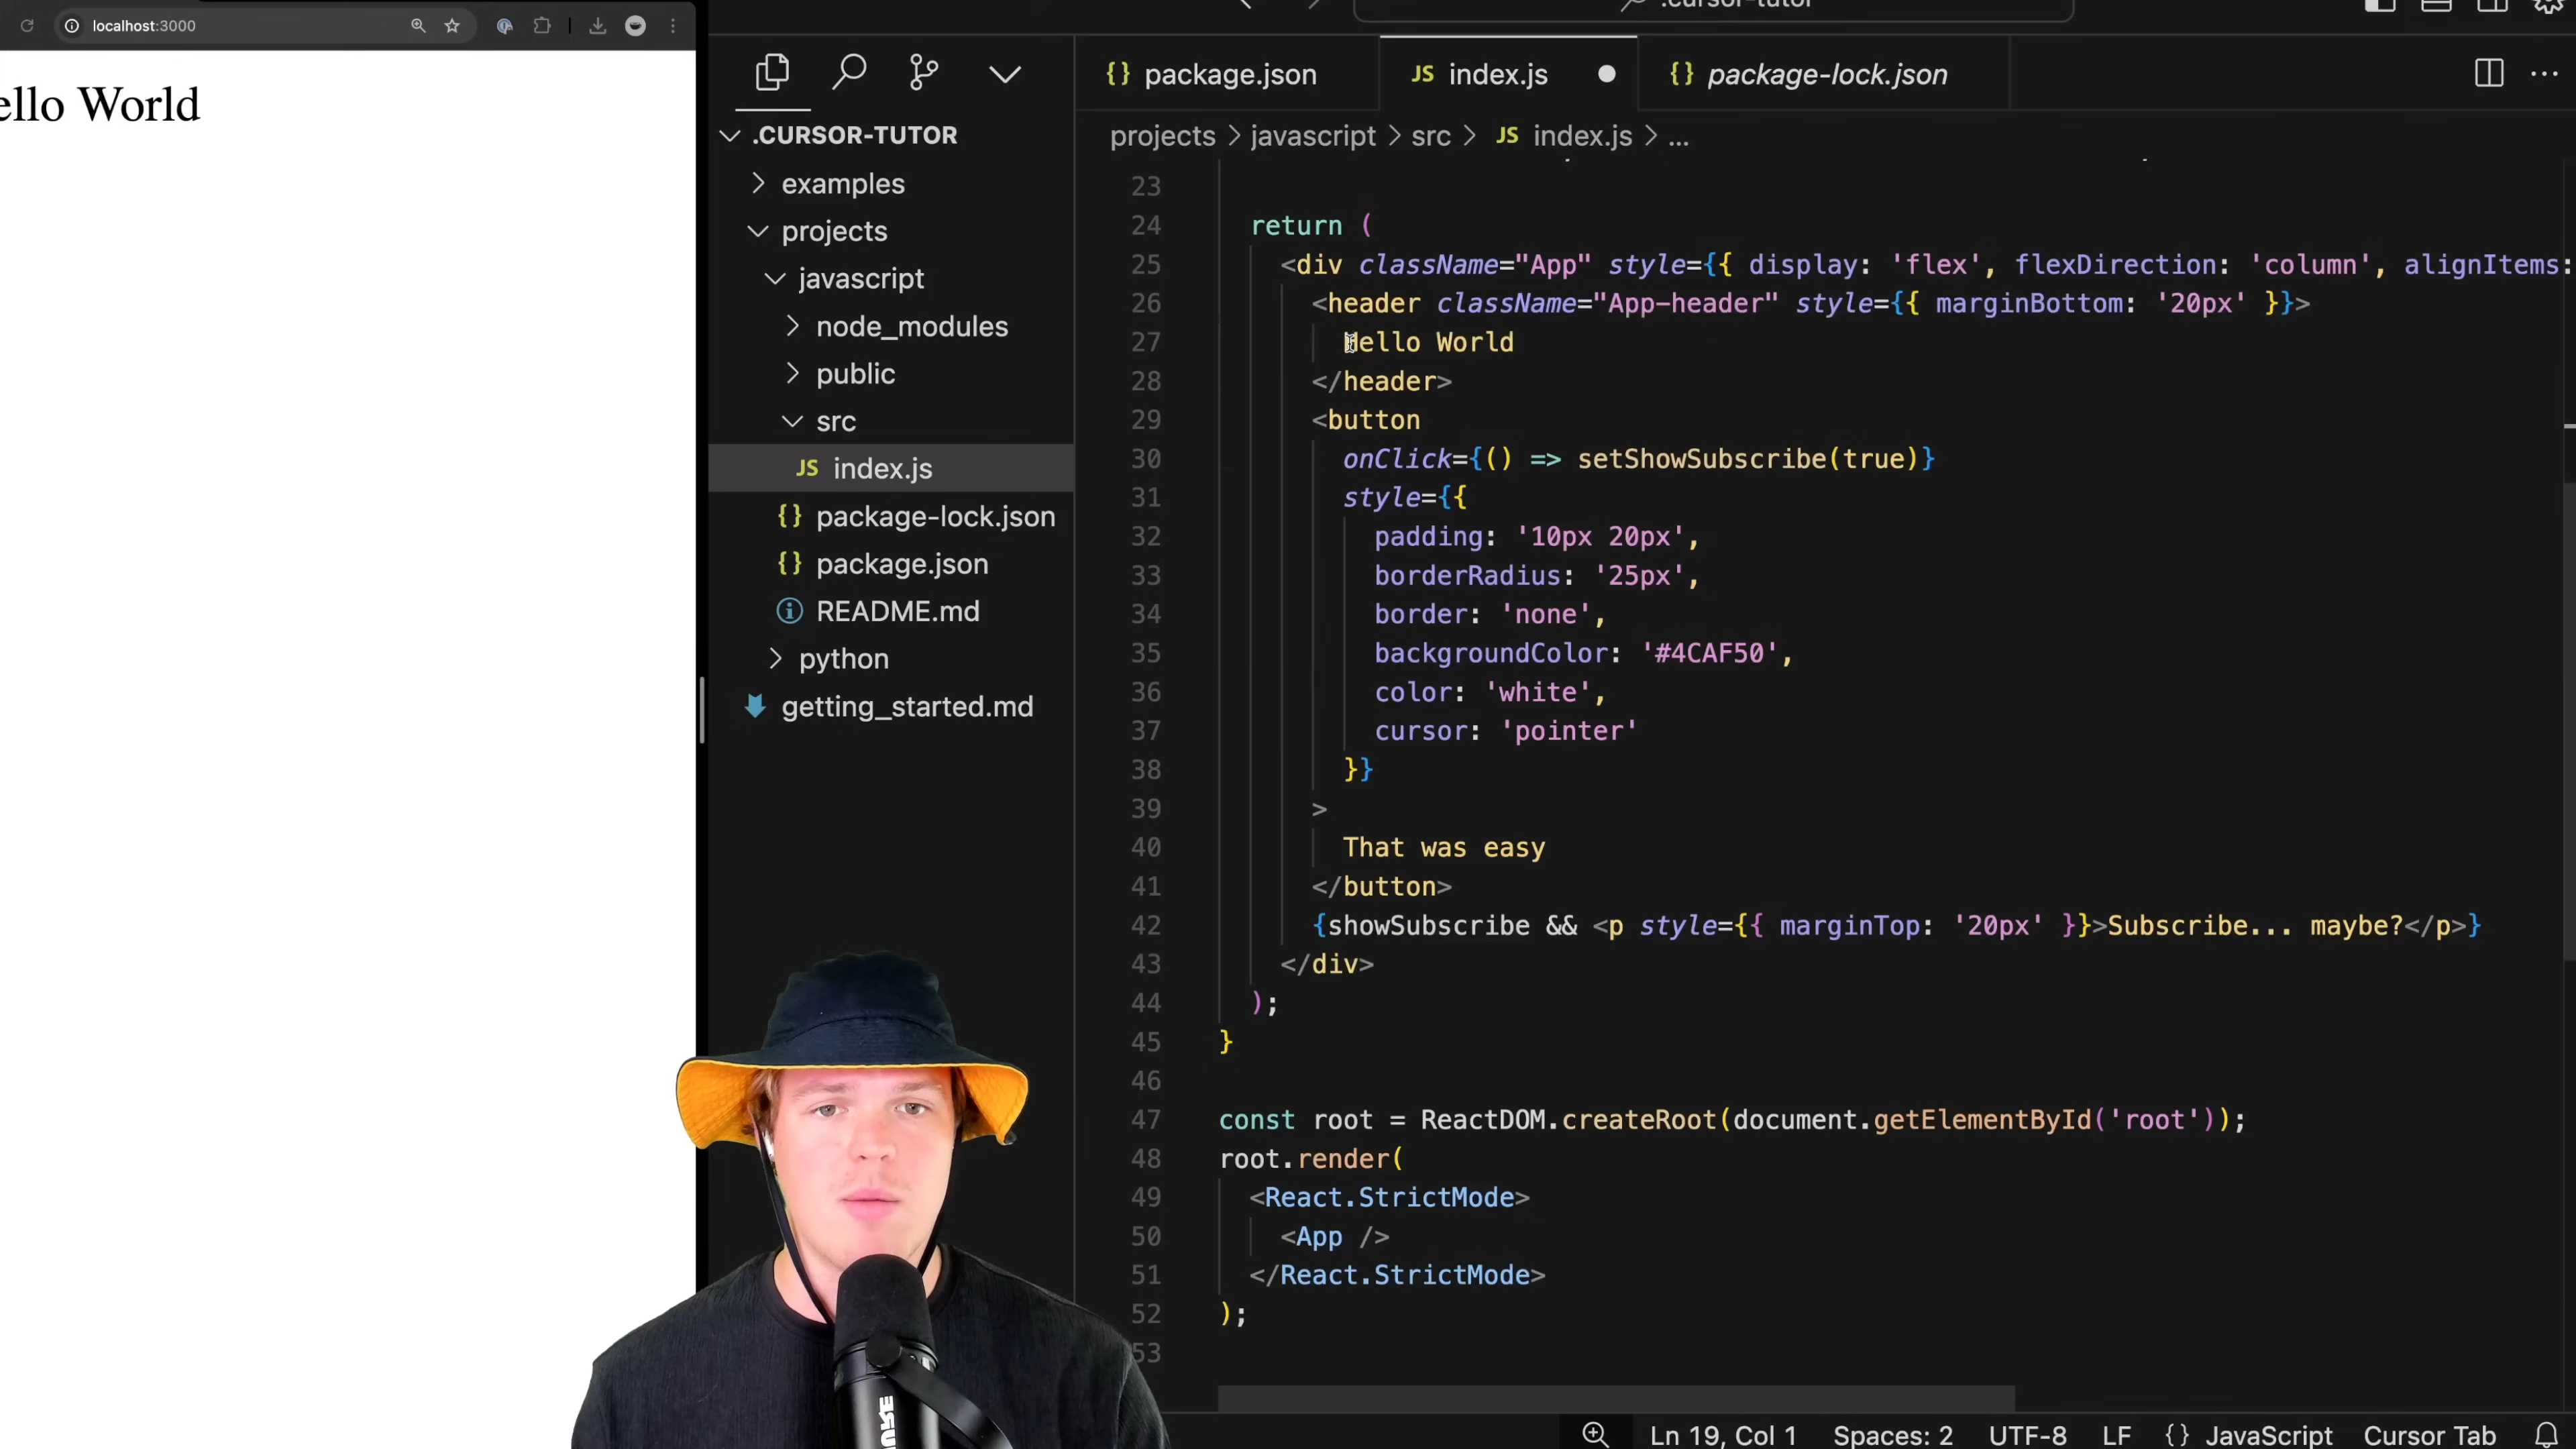 localhost:3000
ello World
.CURSOR-TUTOR
examples
projects
javascript
node_modules
public
src
JS index.js
{} package-lock.json
{} package.json
README.md
python
getting_started.md
.cursor-tutor
{} package.json
JS index.js
{} package-lock.json
projects > javascript > src > JS index.js > ...
23
24 return (
25 <div className="App" style={{ display: 'flex', flexDirection: 'column', alignItems:
26 <header className="App-header" style={{ marginBottom: '20px' }}>
27 Hello World
28 </header>
29 <button
30 onClick={() => setShowSubscribe(true)}
31 style={{
32 padding: '10px 20px',
33 borderRadius: '25px',
34 border: 'none',
35 backgroundColor: '#4CAF50',
36 color: 'white',
37 cursor: 'pointer'
38 }}
39 >
40 That was easy
41 </button>
42 {showSubscribe && <p style={{ marginTop: '20px' }}>Subscribe... maybe?</p>}
43 </div>
44 );
45 }
46
47 const root = ReactDOM.createRoot(document.getElementById('root'));
48 root.render(
49 <React.StrictMode>
50 <App />
51 </React.StrictMode>
52 );
53
Ln 19, Col 1 Spaces: 2 UTF-8 LF {} JavaScript Cursor Tab